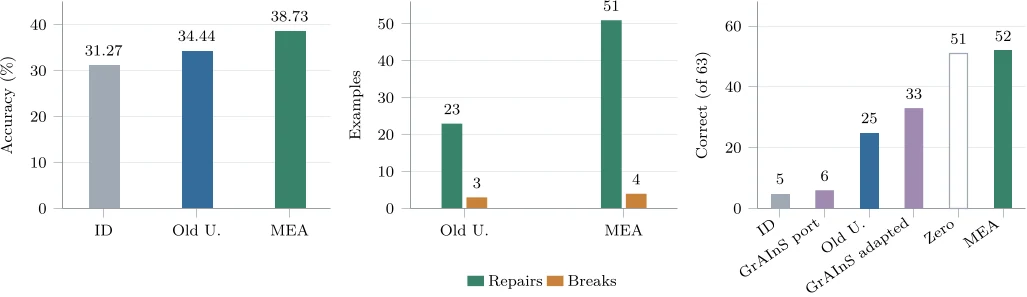 Accuracy (%)
40
30
20
10
0
31.27
34.44
38.73
ID
Old U.
MEA
Examples
50
40
30
20
10
0
23
3
51
4
Old U.
MEA
Repairs
Breaks
Correct (of 63)
60
40
20
0
5
6
25
33
51
52
ID
GrAInS port
Old U.
GrAInS adapted
Zero
MEA